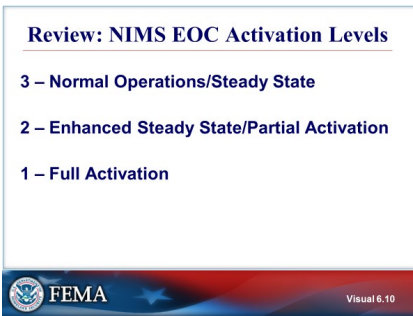 Review: NIMS EOC Activation Levels
3 – Normal Operations/Steady State
2 – Enhanced Steady State/Partial Activation
1 – Full Activation
FEMA
Visual 6.10